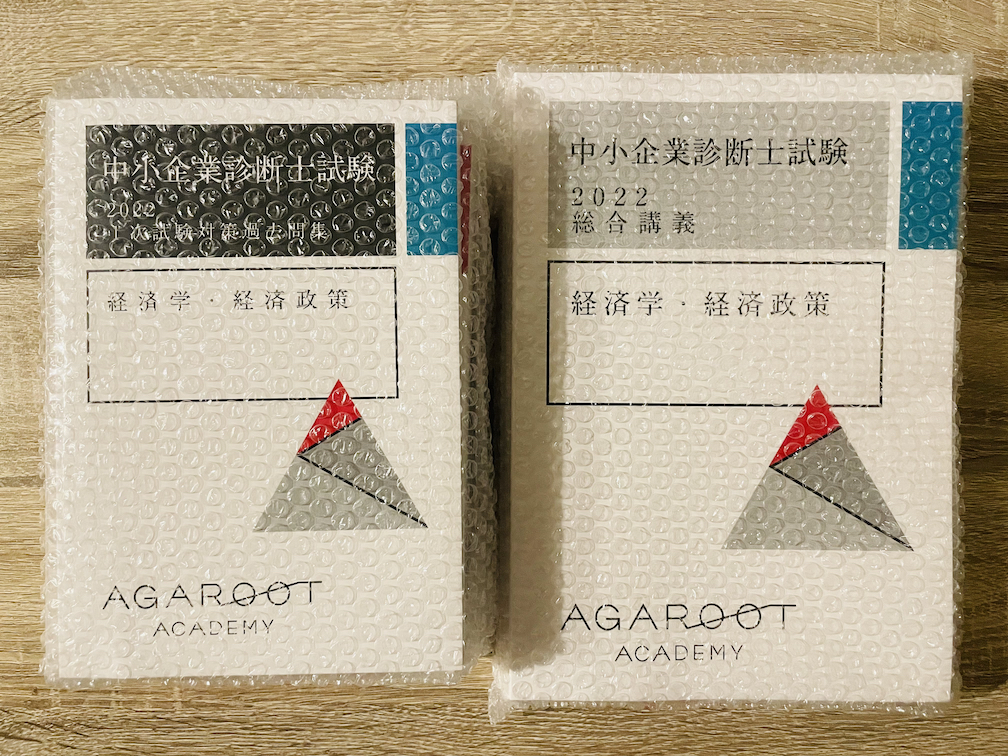 中小企業診断士試験
2022
1次試験対策過去問集
経済学・経済政策
AGAROOT
ACADEMY
中小企業診断士試験
2022
総合講義
経済学・経済政策
AGAROOT
ACADEMY